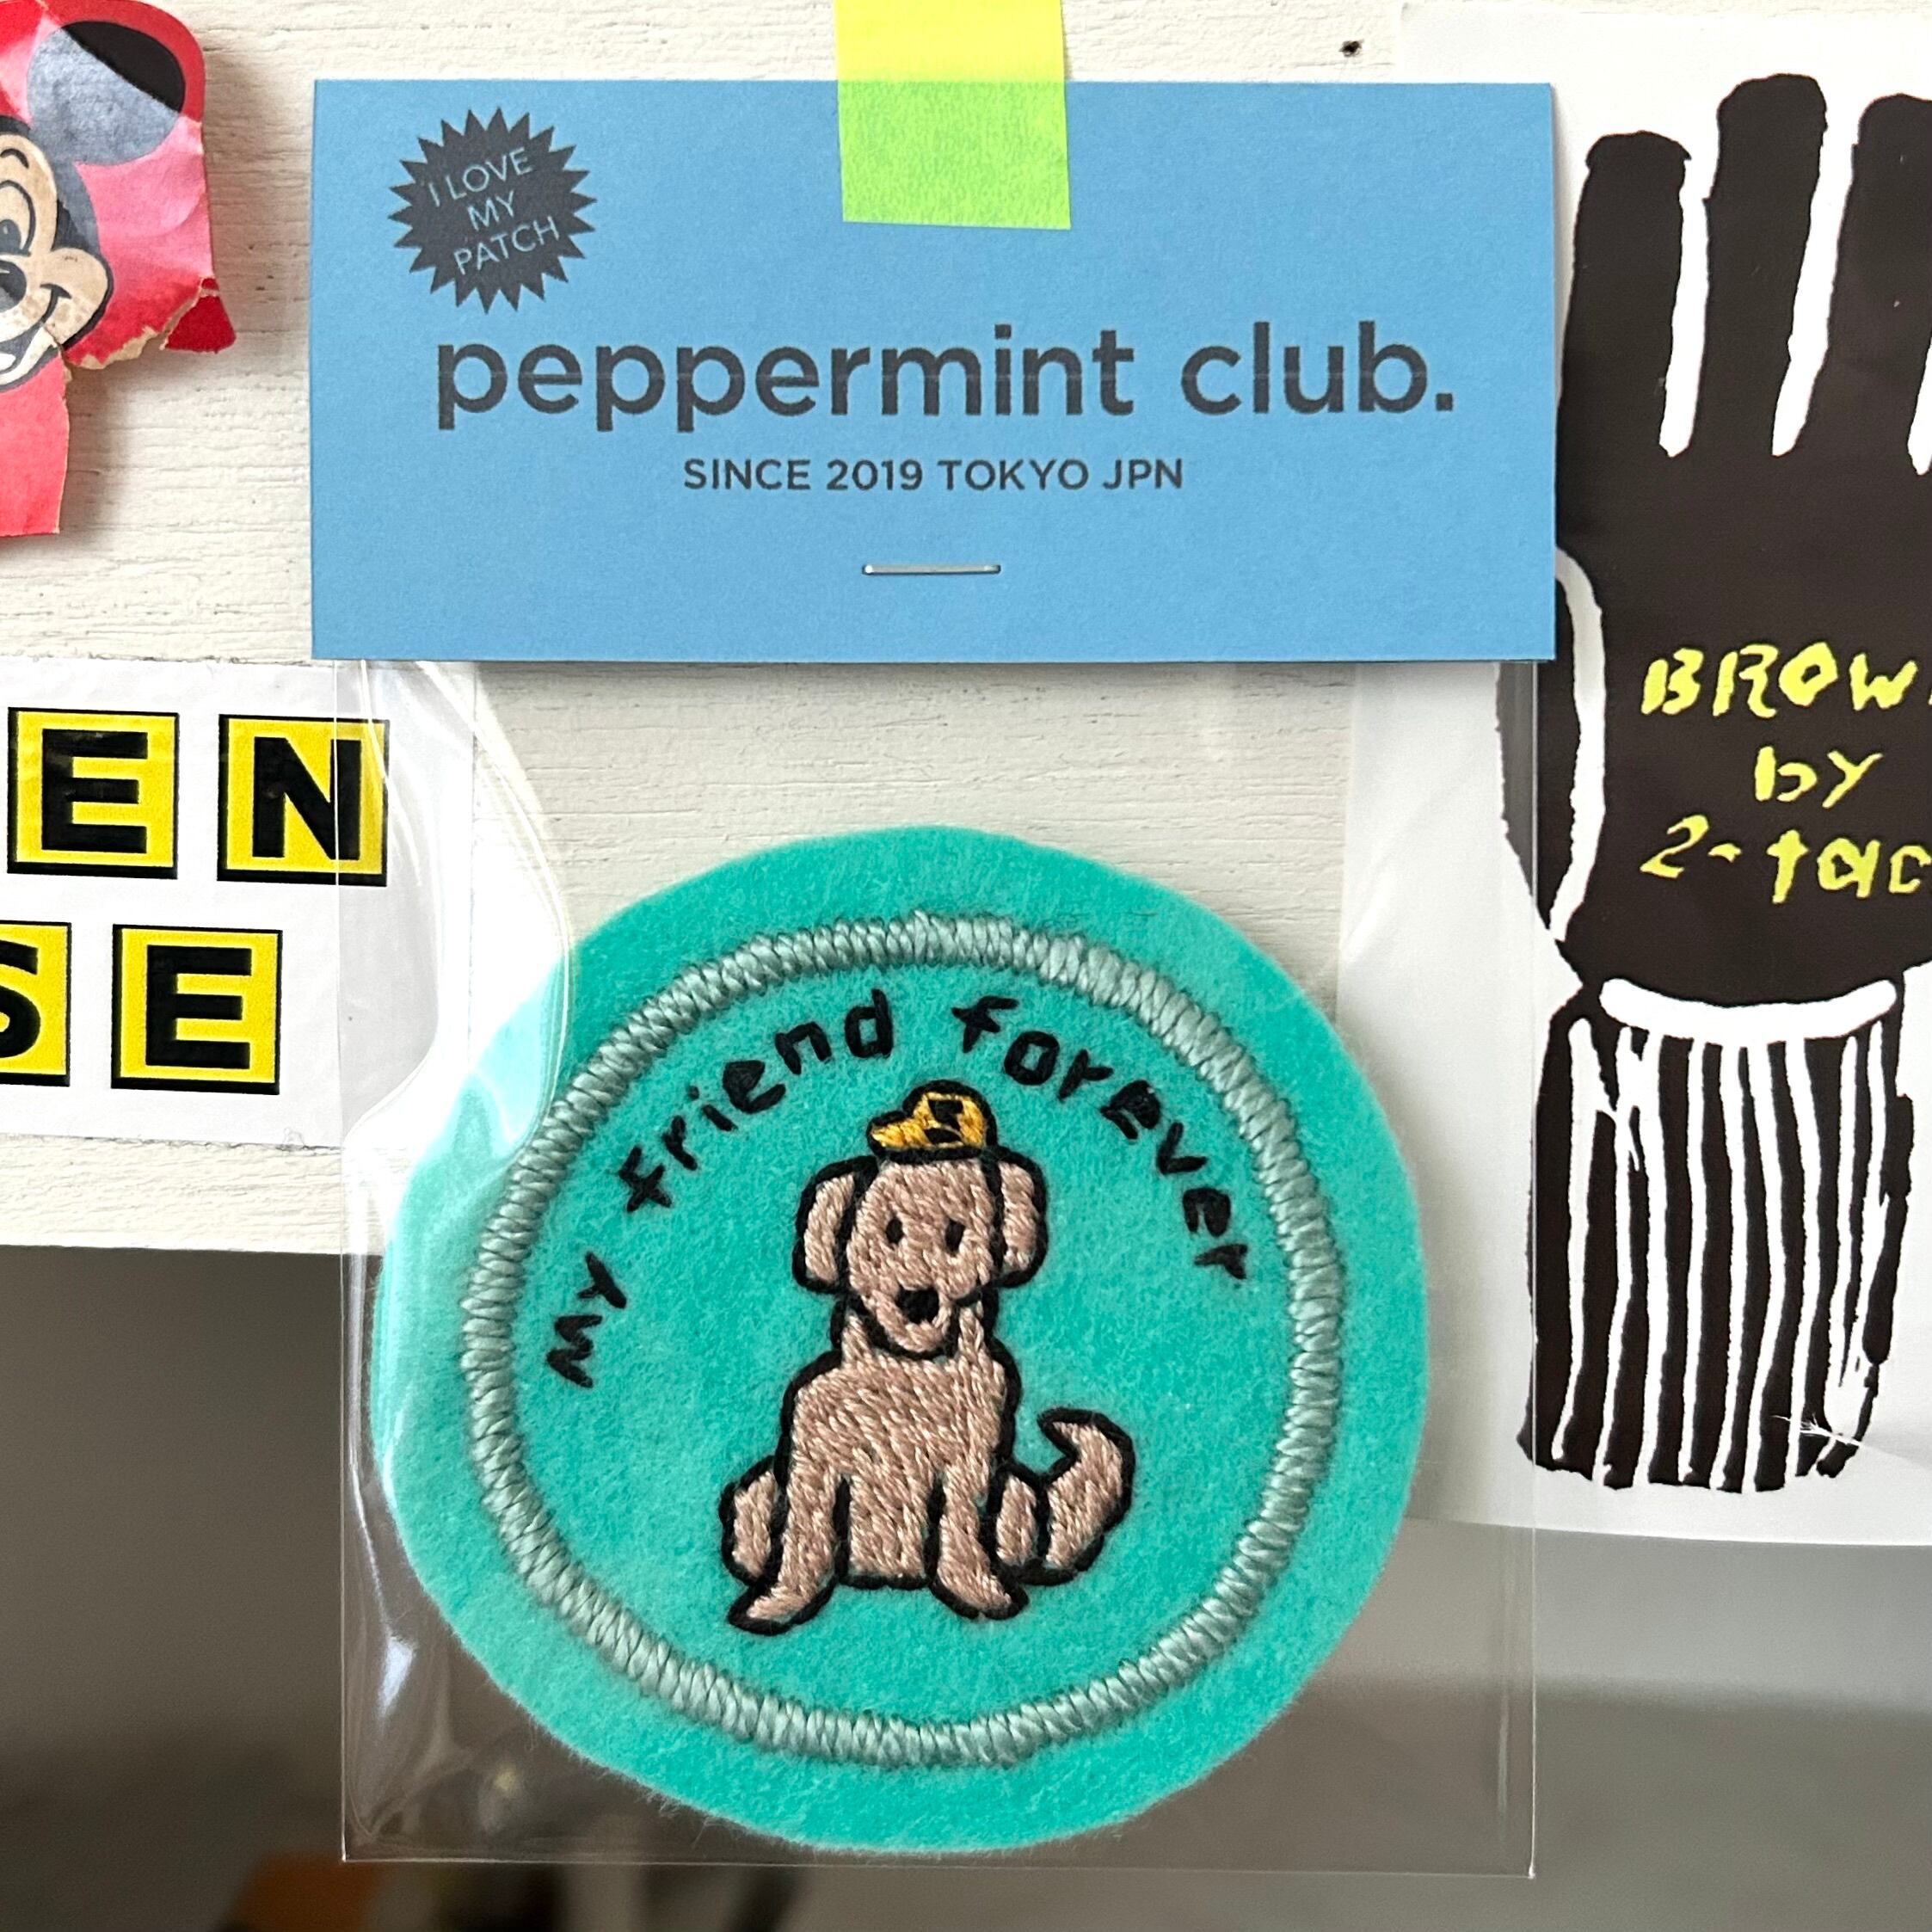 I LOVE
MY
PATCH
peppermint club.
SINCE 2019 TOKYO JPN
My friend forever
EN
SE
BROW
by
2-tac